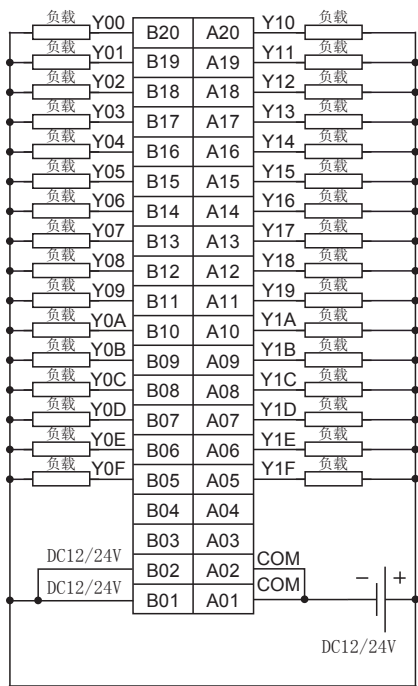 负载 Y00 B20 A20 Y10 负载
负载 Y01 B19 A19 Y11 负载
负载 Y02 B18 A18 Y12 负载
负载 Y03 B17 A17 Y13 负载
负载 Y04 B16 A16 Y14 负载
负载 Y05 B15 A15 Y15 负载
负载 Y06 B14 A14 Y16 负载
负载 Y07 B13 A13 Y17 负载
负载 Y08 B12 A12 Y18 负载
负载 Y09 B11 A11 Y19 负载
负载 Y0A B10 A10 Y1A 负载
负载 Y0B B09 A09 Y1B 负载
负载 Y0C B08 A08 Y1C 负载
负载 Y0D B07 A07 Y1D 负载
负载 Y0E B06 A06 Y1E 负载
负载 Y0F B05 A05 Y1F 负载
B04 A04
B03 A03
DC12/24V B02 A02 COM
DC12/24V B01 A01 COM − +
DC12/24V